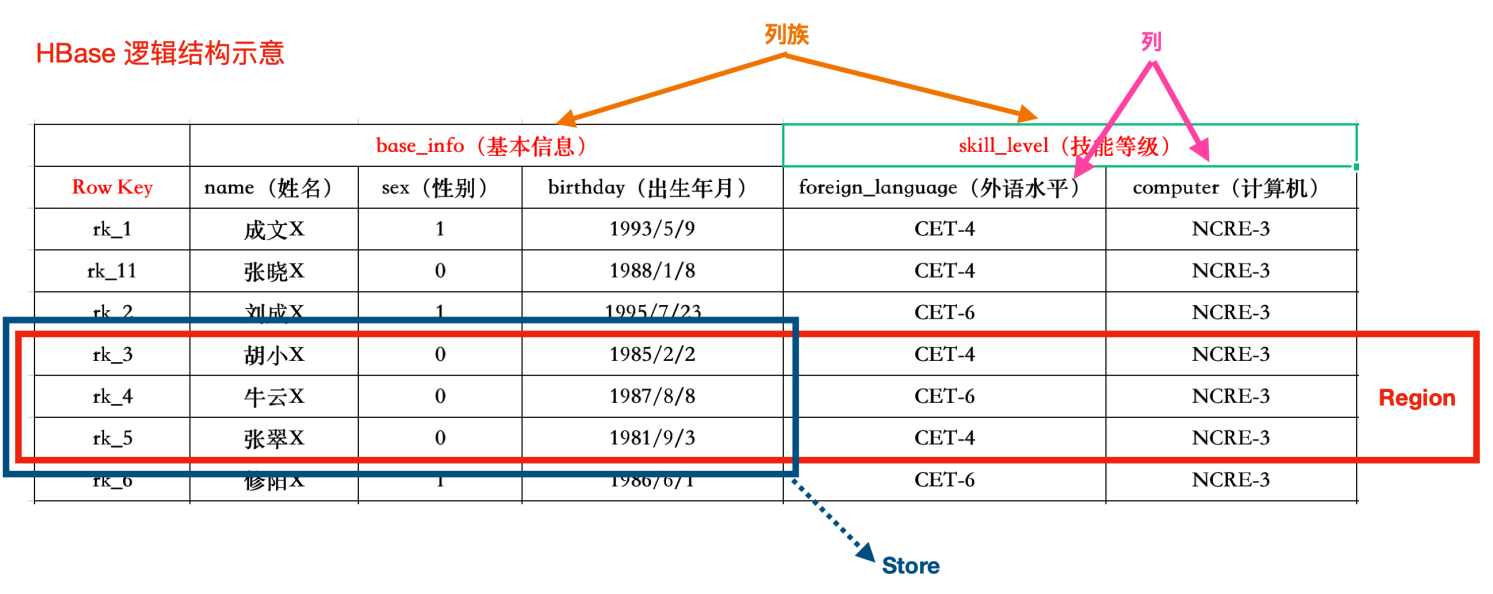 列族
列
HBase 逻辑结构示意
base_info（基本信息） skill_level（技能等级）
Row Key name（姓名） sex（性别） birthday（出生年月） foreign_language（外语水平） computer（计算机）
rk_1 成文X 1 1993/5/9 CET-4 NCRE-3
rk_11 张晓X 0 1988/1/8 CET-4 NCRE-3
rk_2 刘成X 1 1995/7/23 CET-6 NCRE-3
rk_3 胡小X 0 1985/2/2 CET-4 NCRE-3
rk_4 牛云X 0 1987/8/8 CET-6 NCRE-3
Region
rk_5 张翠X 0 1981/9/3 CET-4 NCRE-3
rk_6 修阳X 1 1986/6/1 CET-6 NCRE-3
Store